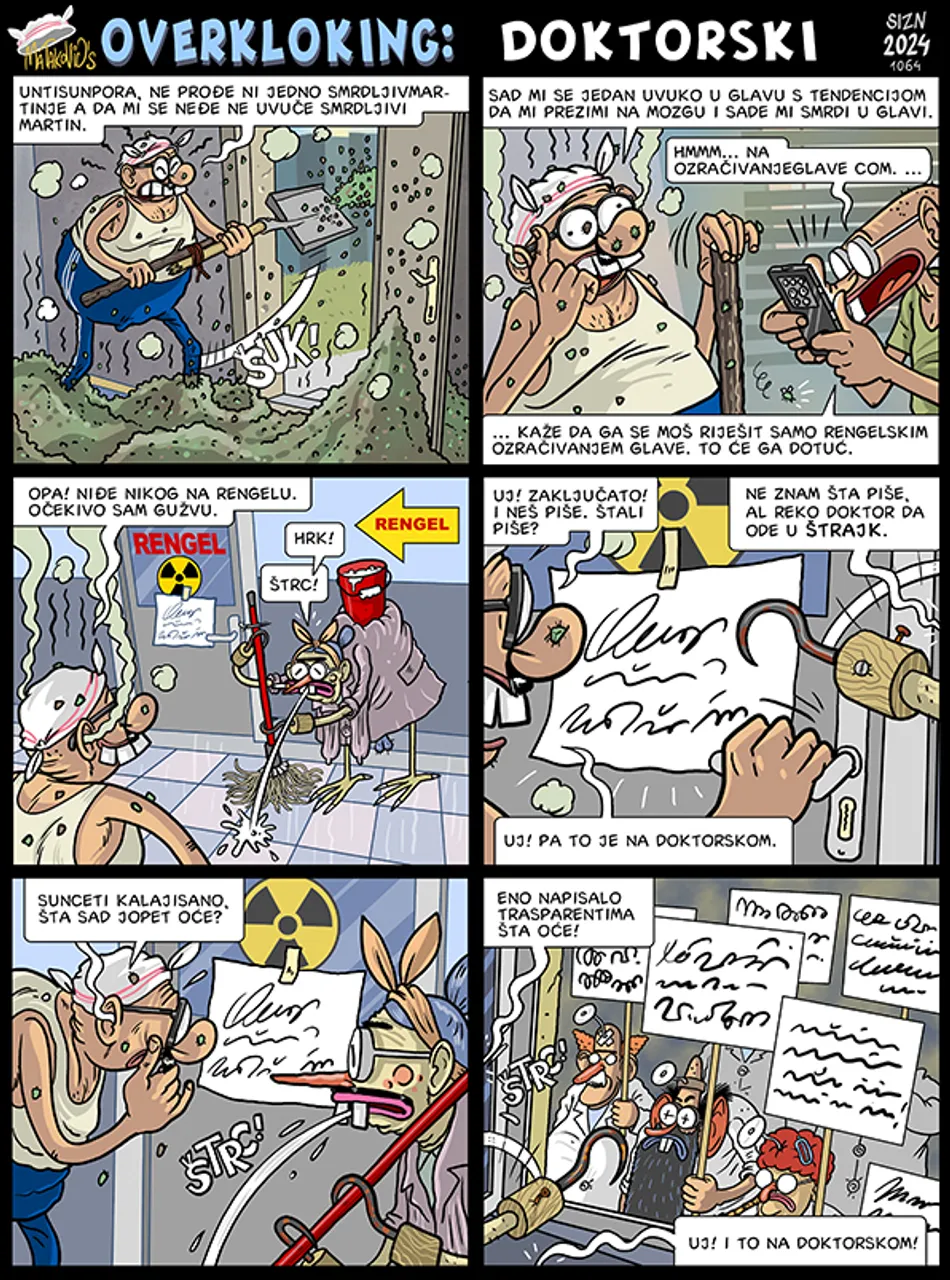 MATAKOVIĆ'S
OVERKLOKING:
DOKTORSKI
SIZN
2024
1064
UNTISUNPORA, NE PROĐE NI JEDNO SMRDLJIVMAR-
TINJE A DA MI SE NEĐE NE UVUČE SMRDLJIVI
MARTIN.
ŠUK!
SAD MI SE JEDAN UVUKO U GLAVU S TENDENCIJOM
DA MI PREZIMI NA MOZGU I SADE MI SMRDI U GLAVI.
HMMM... NA
OZRAČIVANJEGLAVE COM. ...
... KAŽE DA GA SE MOŠ RIJEŠIT SAMO RENGELSKIM
OZRAČIVANJEM GLAVE. TO ĆE GA DOTUĆ.
OPA! NIĐE NIKOG NA RENGELU.
OČEKIVO SAM GUŽVU.
RENGEL
RENGEL
HRK!
ŠTRC!
UJ! ZAKLJUČATO!
I NEŠ PIŠE. ŠTALI
PIŠE?
NE ZNAM ŠTA PIŠE,
AL REKO DOKTOR DA
ODE U ŠTRAJK.
UJ! PA TO JE NA DOKTORSKOM.
SUNCETI KALAJISANO,
ŠTA SAD JOPET OĆE?
ŠTRC!
ENO NAPISALO
TRASPARENTIMA
ŠTA OĆE!
ŠTRC!
UJ! I TO NA DOKTORSKOM!